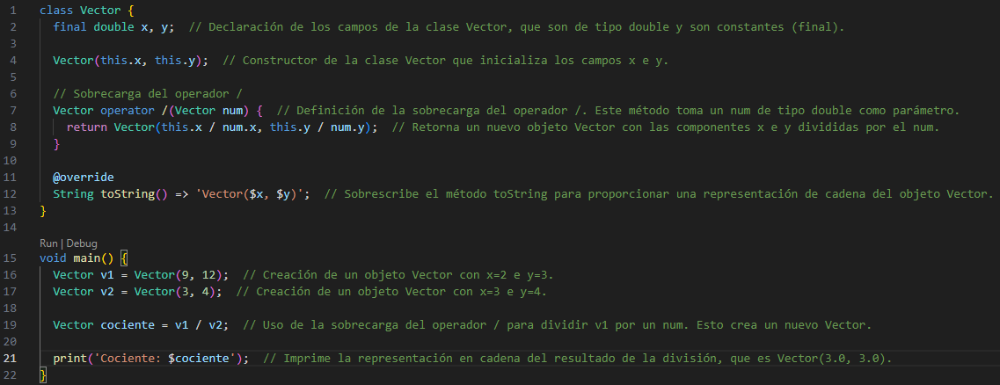 1 class Vector {
2 final double x, y; // Declaración de los campos de la clase Vector, que son de tipo double y son constantes (final).
3
4 Vector(this.x, this.y); // Constructor de la clase Vector que inicializa los campos x e y.
5
6 // Sobrecarga del operador /
7 Vector operator /(Vector num) { // Definición de la sobrecarga del operador /. Este método toma un num de tipo double como parámetro.
8 return Vector(this.x / num.x, this.y / num.y); // Retorna un nuevo objeto Vector con las componentes x e y divididas por el num.
9 }
10
11 @override
12 String toString() => 'Vector($x, $y)'; // Sobrescribe el método toString para proporcionar una representación de cadena del objeto Vector.
13 }
14
Run | Debug
15 void main() {
16 Vector v1 = Vector(9, 12); // Creación de un objeto Vector con x=2 e y=3.
17 Vector v2 = Vector(3, 4); // Creación de un objeto Vector con x=3 e y=4.
18
19 Vector cociente = v1 / v2; // Uso de la sobrecarga del operador / para dividir v1 por un num. Esto crea un nuevo Vector.
20
21 print('Cociente: $cociente'); // Imprime la representación en cadena del resultado de la división, que es Vector(3.0, 3.0).
22 }